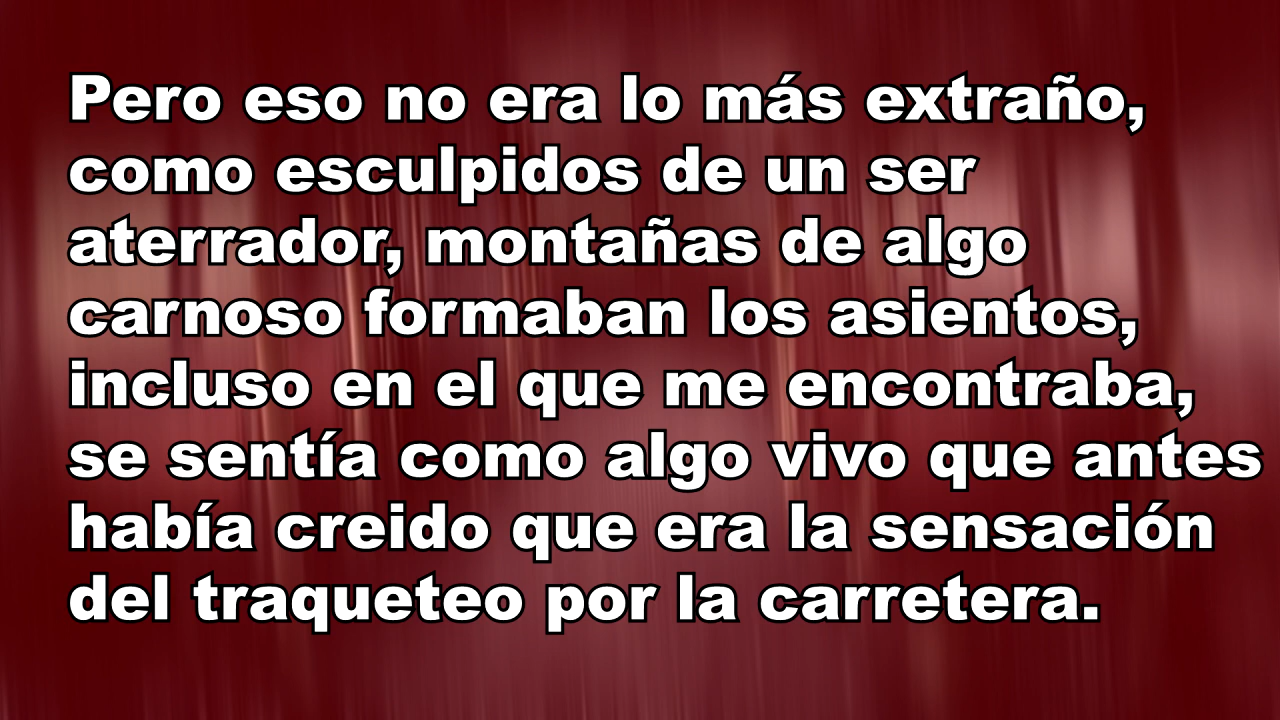 Pero eso no era lo más extraño,
como esculpidos de un ser
aterrador, montañas de algo
carnoso formaban los asientos,
incluso en el que me encontraba,
se sentía como algo vivo que antes
había creido que era la sensación
del traqueteo por la carretera.